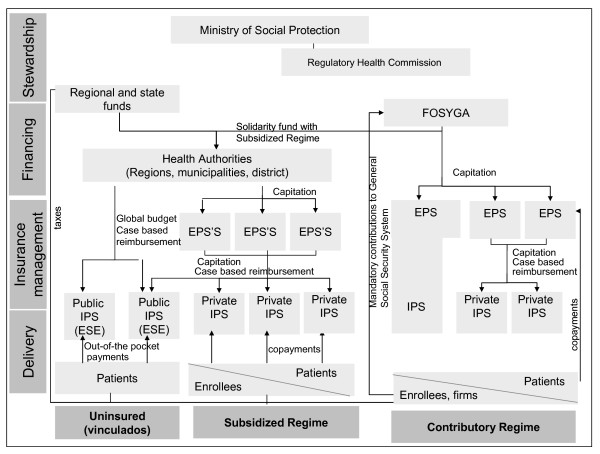 Stewardship
Ministry of Social Protection
Regulatory Health Commission
Regional and state
funds
FOSYGA
Financing
Solidarity fund with
Subsidized Regime
Health Authorities
(Regions, municipalities, district)
Capitation
Capitation
taxes
Mandatory contributions to General
Social Security System
Insurance
management
Global budget
Case based
reimbursement
EPS'S
EPS'S
EPS'S
EPS
EPS
EPS
Capitation
Case based reimbursement
Capitation
Case based
reimbursement
Public
IPS
(ESE)
Public
IPS
(ESE)
Private
IPS
Private
IPS
Private
IPS
IPS
Private
IPS
Private
IPS
Delivery
Out-of-the pocket
payments
copayments
copayments
Patients
Enrollees
Patients
Enrollees, firms
Patients
Uninsured
(vinculados)
Subsidized Regime
Contributory Regime